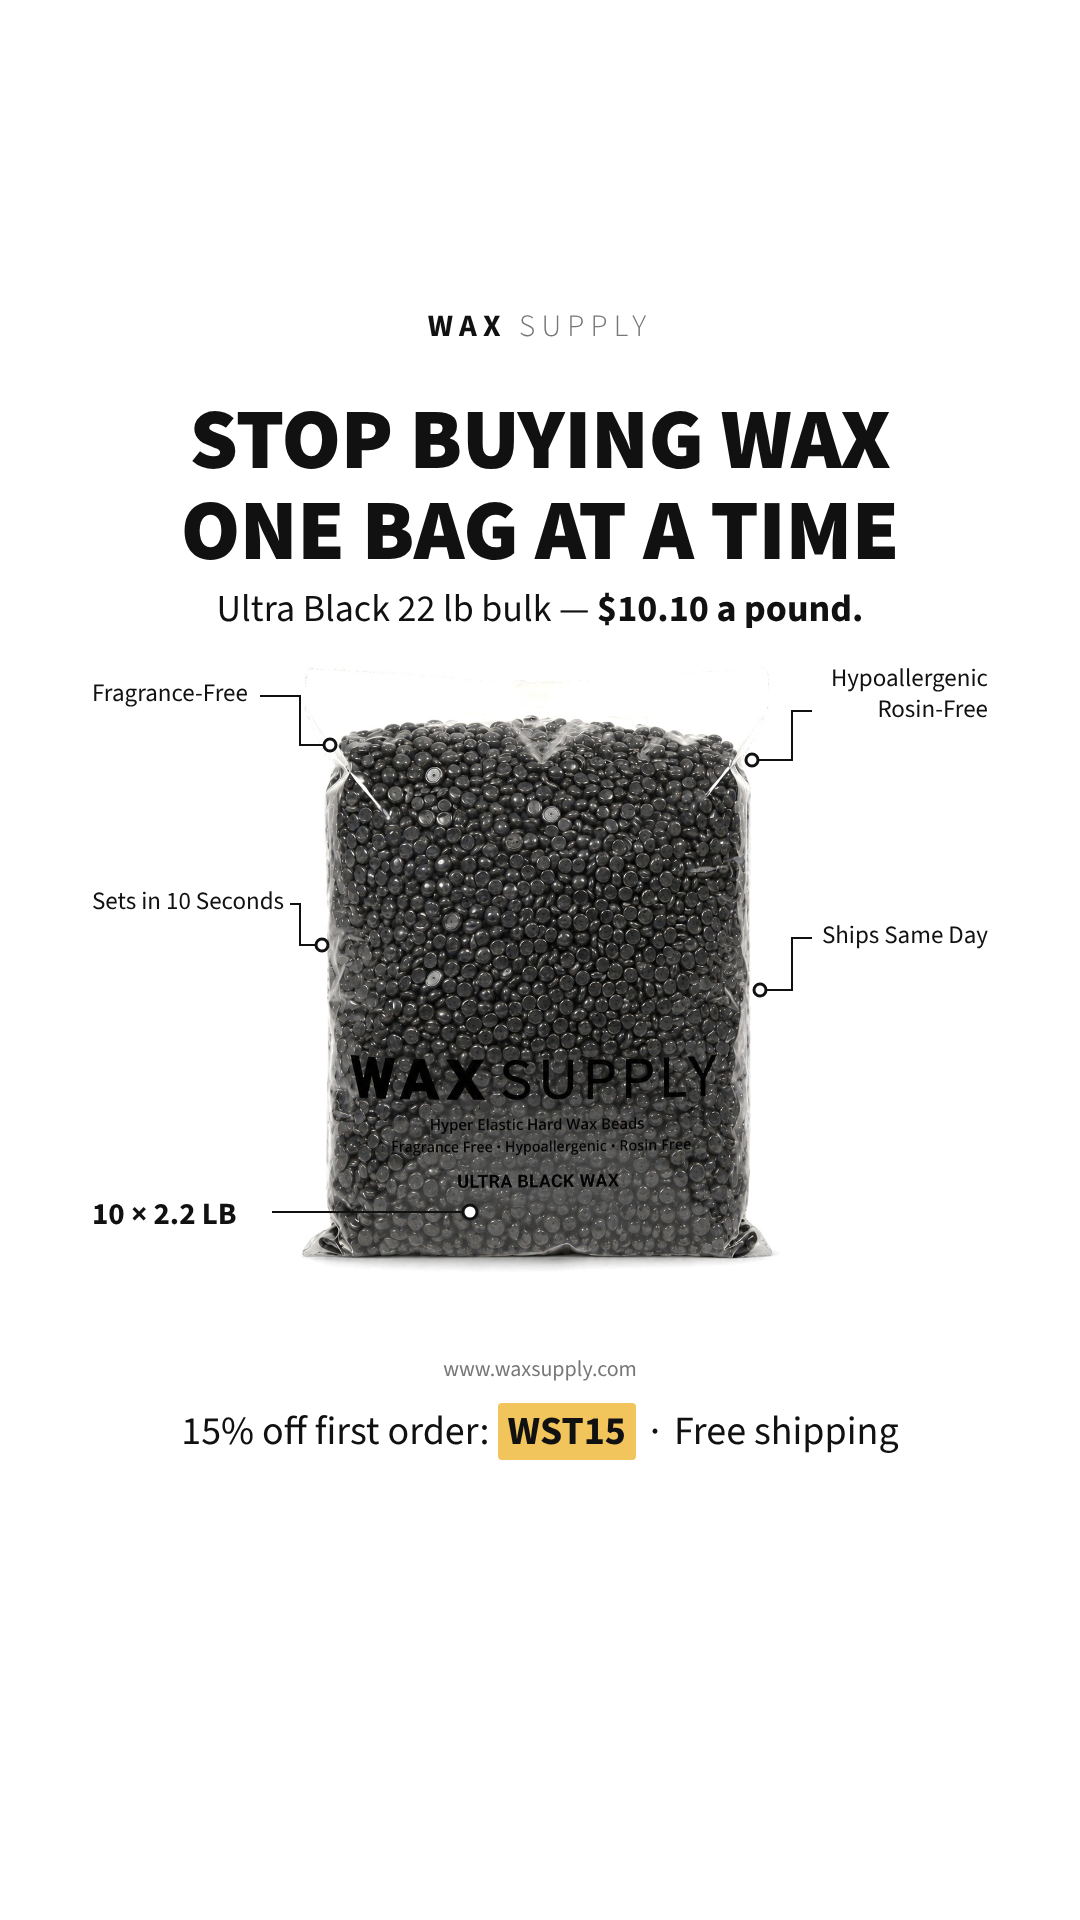 WAX SUPPLY
STOP BUYING WAX
ONE BAG AT A TIME
Ultra Black 22 lb bulk — $10.10 a pound.
Fragrance-Free
Hypoallergenic
Rosin-Free
Sets in 10 Seconds
Ships Same Day
WAX SUPPLY
Hyper Elastic Hard Wax Beads
Fragrance Free · Hypoallergenic · Rosin Free
ULTRA BLACK WAX
10 × 2.2 LB
www.waxsupply.com
15% off first order: WST15 · Free shipping